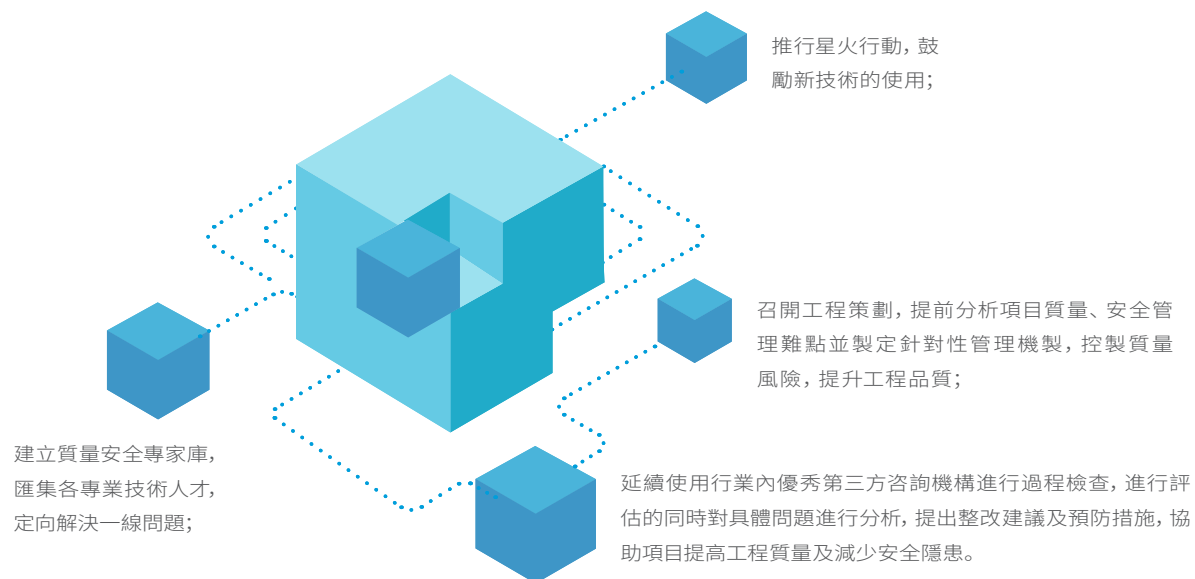 推行星火行動，鼓
勵新技術的使用；
召開工程策劃，提前分析項目質量、安全管
理難點並製定針對性管理機製，控製質量
風險，提升工程品質；
建立質量安全專家庫，
匯集各專業技術人才，
定向解決一線問題；
延續使用行業內優秀第三方咨詢機構進行過程檢查，進行評
估的同時對具體問題進行分析，提出整改建議及預防措施，協
助項目提高工程質量及減少安全隱患。